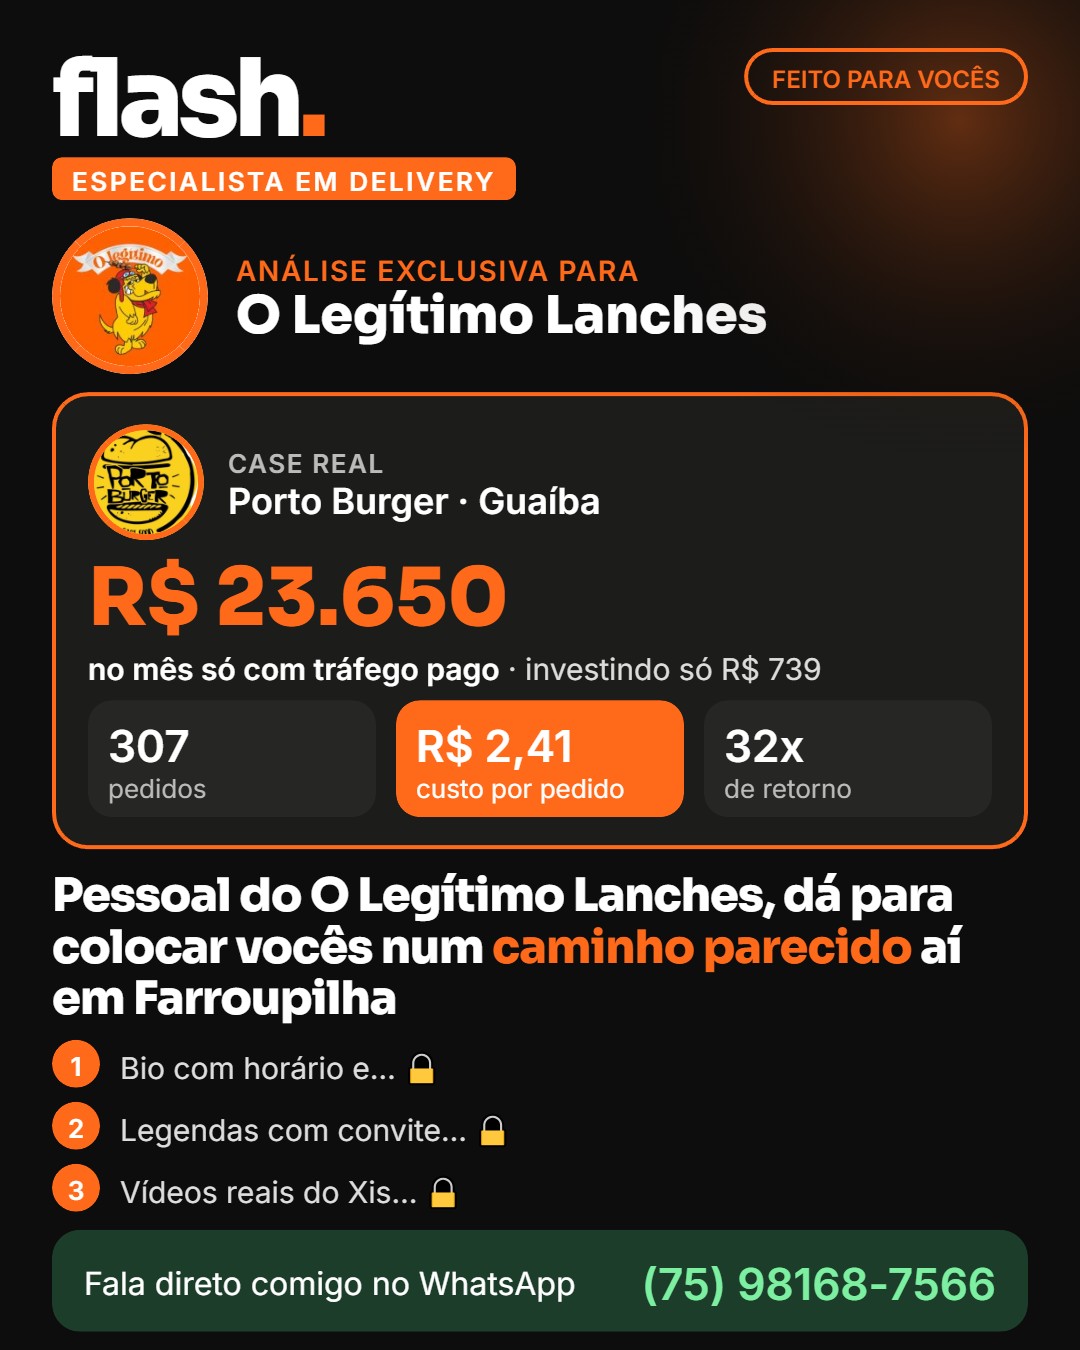 flash.
FEITO PARA VOCÊS
ESPECIALISTA EM DELIVERY
O legítimo
ANÁLISE EXCLUSIVA PARA
O Legítimo Lanches
PORTO
BURGER
CASE REAL
Porto Burger · Guaíba
R$ 23.650
no mês só com tráfego pago · investindo só R$ 739
307
pedidos
R$ 2,41
custo por pedido
32x
de retorno
Pessoal do O Legítimo Lanches, dá para
colocar vocês num caminho parecido aí
em Farroupilha
1 Bio com horário e... 🔒
2 Legendas com convite... 🔒
3 Vídeos reais do Xis... 🔒
Fala direto comigo no WhatsApp (75) 98168-7566